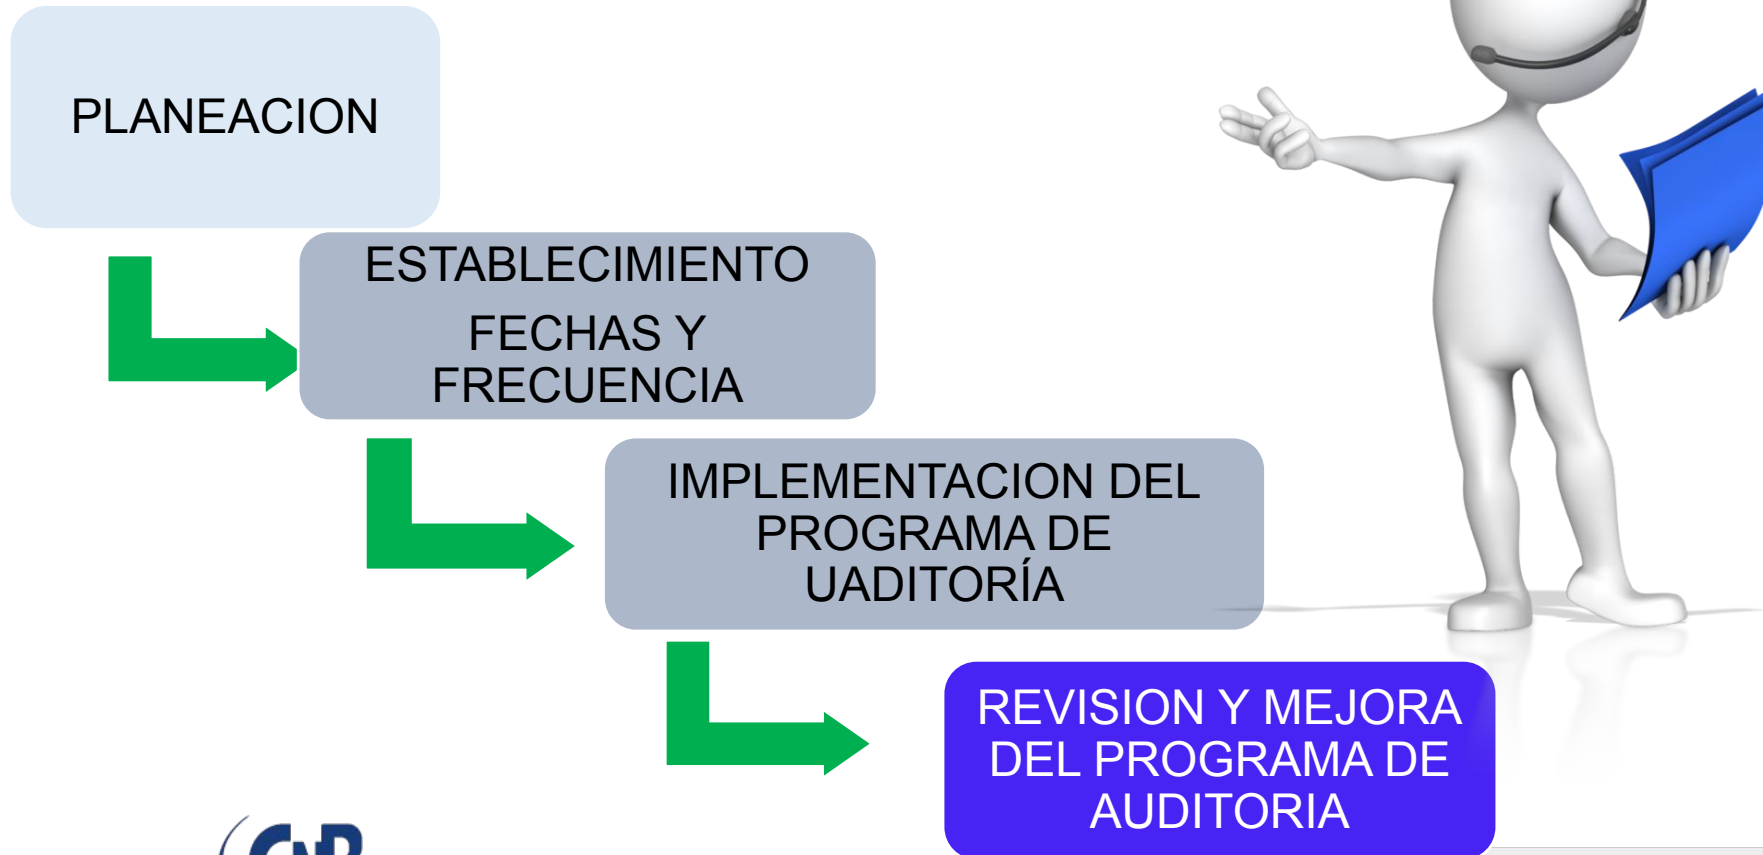 PLANEACION
ESTABLECIMIENTO
FECHAS Y
FRECUENCIA
IMPLEMENTACION DEL
PROGRAMA DE
UADITORÍA
REVISION Y MEJORA
DEL PROGRAMA DE
AUDITORIA